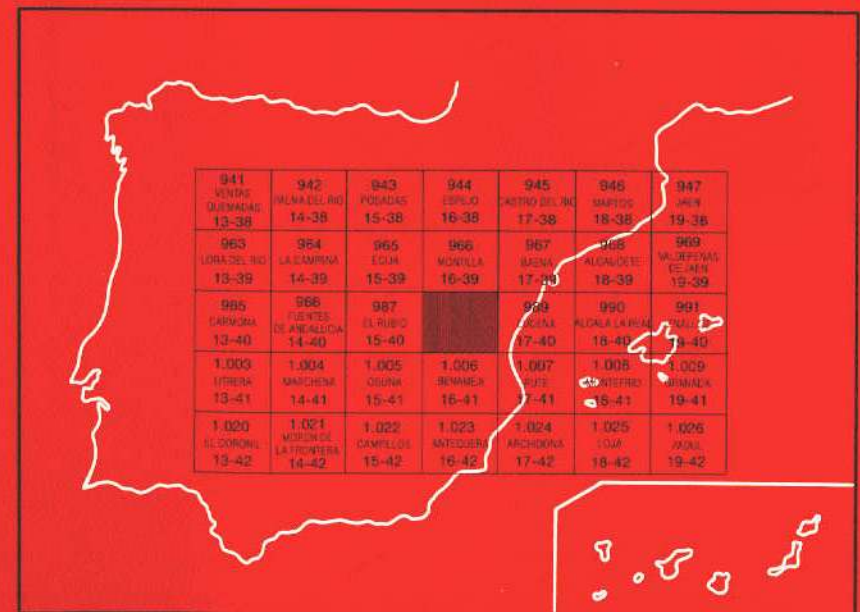 941
VENTAS
QUEMADAS
13-38
942
PALMA DEL RIO
14-38
943
POSADAS
15-38
944
ESPEJO
16-38
945
CASTRO DEL RIO
17-38
946
MARTOS
18-38
947
JAEN
19-38
963
LORA DEL RIO
13-39
964
LA CAMPIÑA
14-39
965
ECIJA
15-39
966
MONTILLA
16-39
967
BAENA
17-39
968
ALCAUDETE
18-39
969
VALDEPEÑAS
DE JAEN
19-39
985
CARMONA
13-40
986
FUENTES
DE ANDALUCIA
14-40
987
EL RUBIO
15-40
989
LUCENA
17-40
990
ALCALA LA REAL
18-40
991
19-40
1.003
UTRERA
13-41
1.004
MARCHENA
14-41
1.005
OSUNA
15-41
1.006
BENAMEJI
16-41
1.007
RUTE
17-41
1.008
MONTEFRIO
18-41
1.009
GRANADA
19-41
1.020
EL CORONIL
13-42
1.021
MORON DE
LA FRONTERA
14-42
1.022
CAMPILLOS
15-42
1.023
ANTEQUERA
16-42
1.024
ARCHIDONA
17-42
1.025
LOJA
18-42
1.026
PADUL
19-42